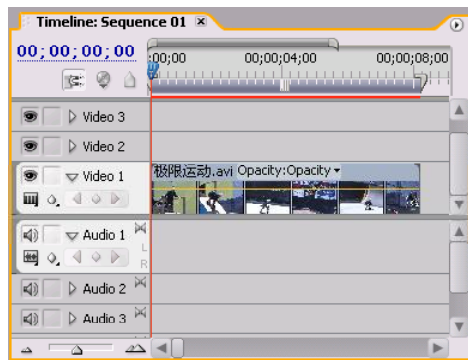 Timeline: Sequence 01
00;00;00;00
:00;00 00;00;04;00 00;00;08;00
Video 3
Video 2
Video 1
极限运动.avi Opacity:Opacity
Audio 1
L
R
Audio 2
Audio 3